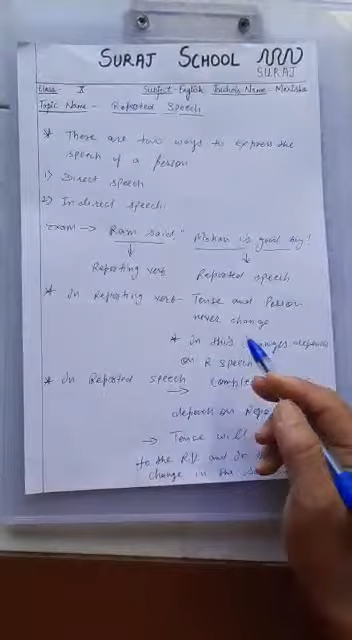 SURAJ SCHOOL
SURAJ
Class - X Subject - English Teacher's Name - Manisha
Topic Name - Reported Speech
* There are two ways to express the
speech of a person
1) Direct speech
2) Indirect speech
Exam → Ram said " Mohan is good boy!
Reporting verb Reported speech
* In Reporting verb - Tense and Person
never change
* In this changes depends
on R speech
* In Reported speech
→
depends on
→ Tense will
to the R.V and
change in the